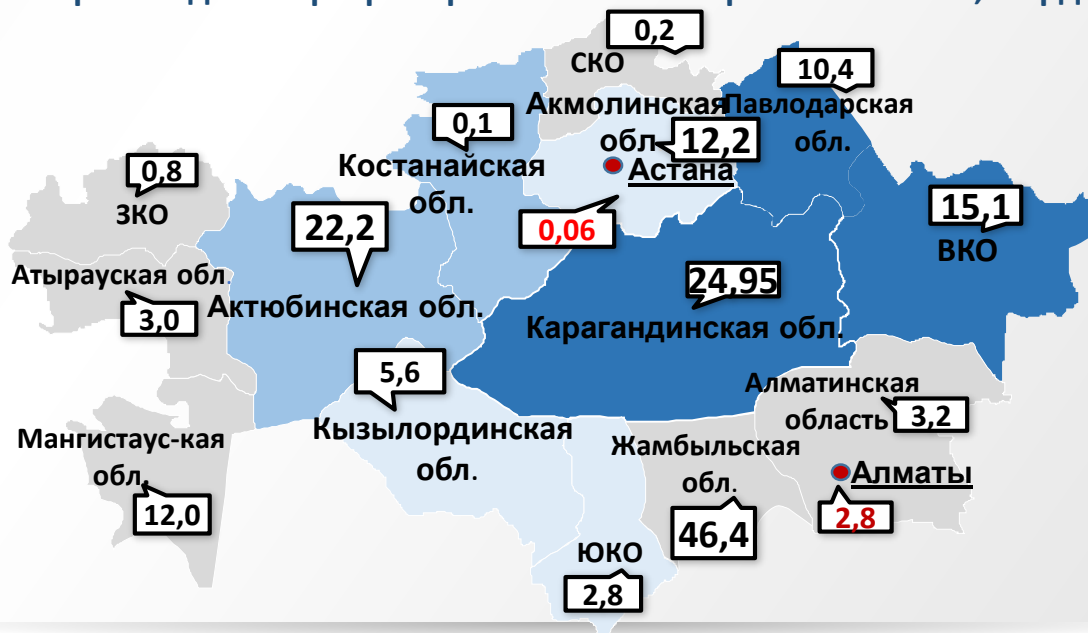 0,2
СКО
10,4
Акмолинская
обл.
12,2
Павлодарская
обл.
0,1
Костанайская
обл.
Астана
0,06
0,8
ЗКО
22,2
Актюбинская обл.
15,1
ВКО
Атырауская обл.
3,0
24,95
Карагандинская обл.
5,6
Кызылординская
обл.
Алматинская
область
3,2
Мангистаус-кая
обл.
12,0
Жамбыльская
обл.
46,4
Алматы
2,8
ЮКО
2,8